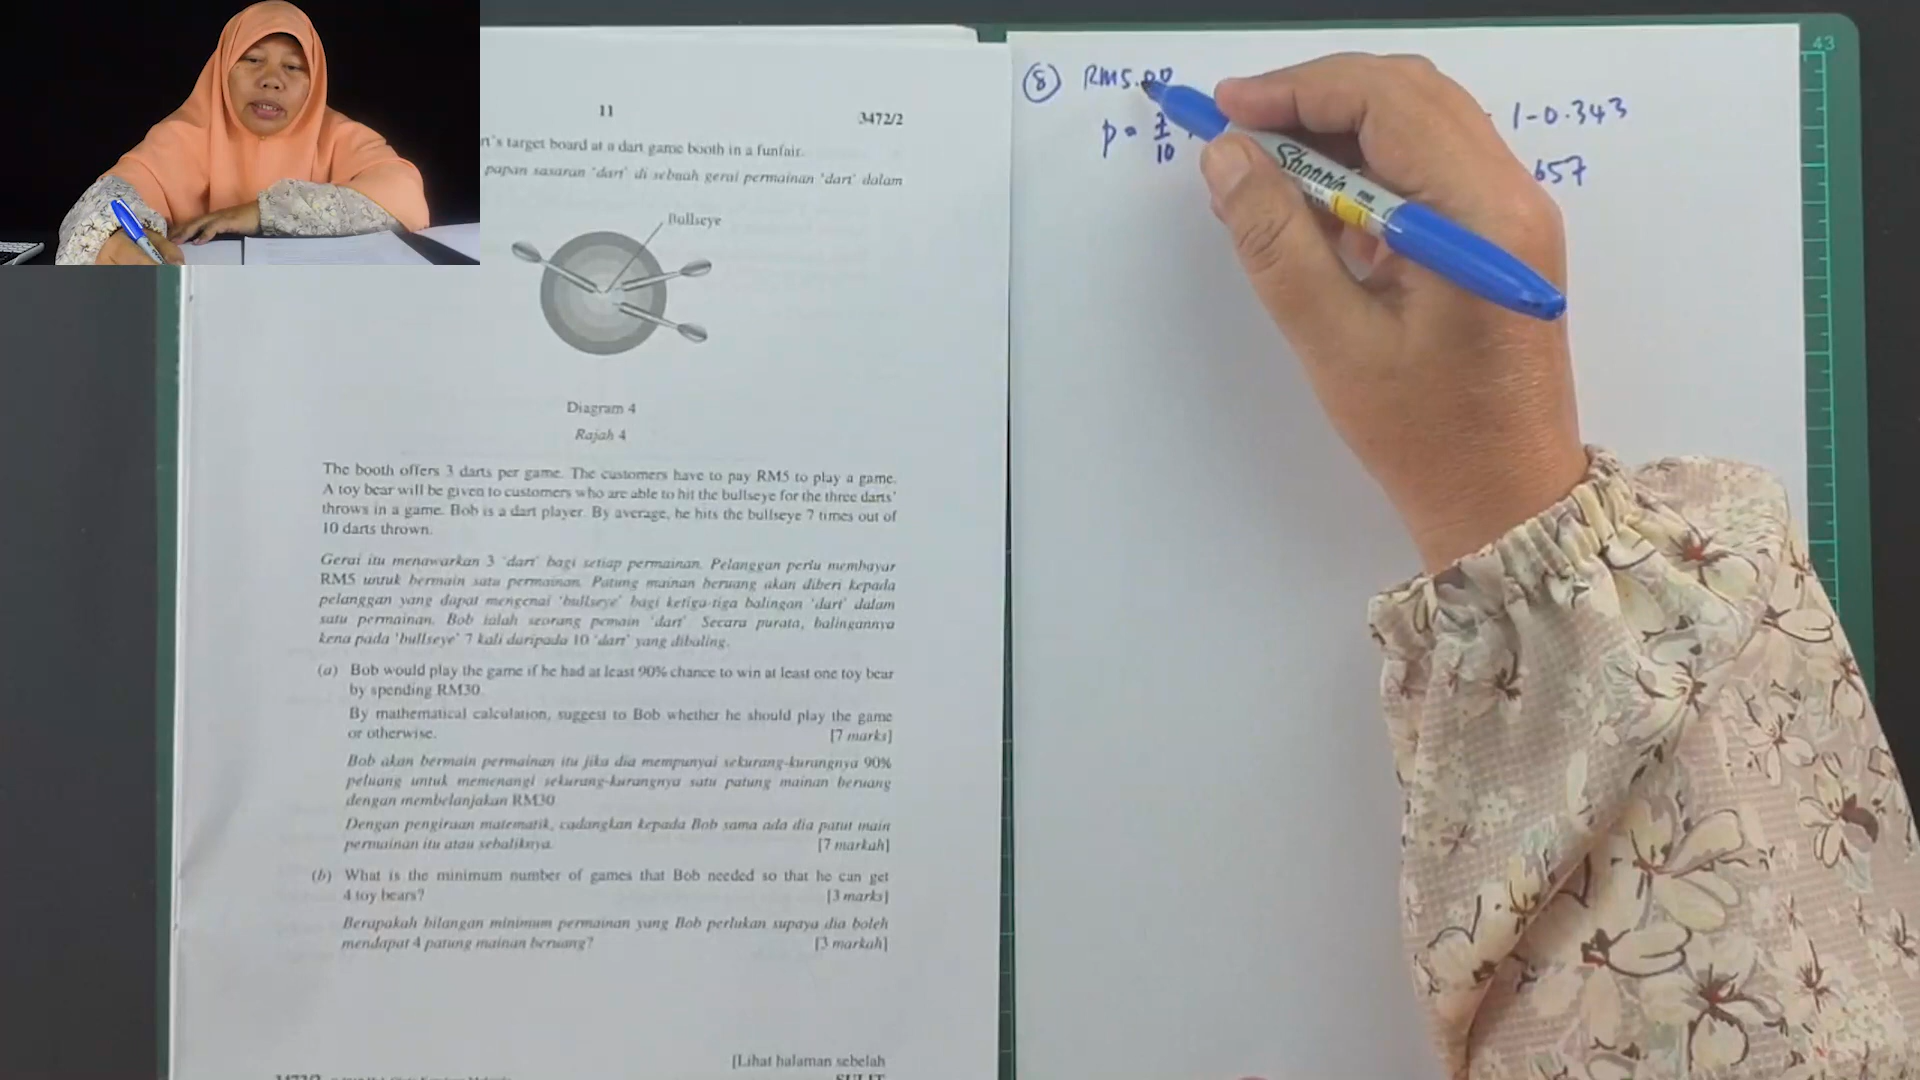 11
3472/2
rt's target board at a dart game booth in a funfair.
papan sasaran 'dart' di sebuah gerai permainan 'dart' dalam
Bullseye
Diagram 4
Rajah 4
The booth offers 3 darts per game. The customers have to pay RM5 to play a game.
A toy bear will be given to customers who are able to hit the bullseye for the three darts'
throws in a game. Bob is a dart player. By average, he hits the bullseye 7 times out of
10 darts thrown.
Gerai itu menawarkan 3 'dart' bagi setiap permainan. Pelanggan perlu membayar
RM5 untuk bermain satu permainan. Patung mainan beruang akan diberi kepada
pelanggan yang dapat mengenai 'bullseye' bagi ketiga-tiga balingan 'dart' dalam
satu permainan. Bob ialah seorang pemain 'dart'. Secara purata, balingannya
kena pada 'bullseye' 7 kali daripada 10 'dart' yang dibaling.
(a) Bob would play the game if he had at least 90% chance to win at least one toy bear
by spending RM30.
By mathematical calculation, suggest to Bob whether he should play the game
or otherwise. [7 marks]
Bob akan bermain permainan itu jika dia mempunyai sekurang-kurangnya 90%
peluang untuk memenangi sekurang-kurangnya satu patung mainan beruang
dengan membelanjakan RM30.
Dengan pengiraan matematik, cadangkan kepada Bob sama ada dia patut main
permainan itu atau sebaliknya. [7 markah]
(b) What is the minimum number of games that Bob needed so that he can get
4 toy bears? [3 marks]
Berapakah bilangan minimum permainan yang Bob perlukan supaya dia boleh
mendapat 4 patung mainan beruang? [3 markah]
[Lihat halaman sebelah
SULIT
8 RM5.00
p = 7/10
1-0.343
657
Sharpie
43